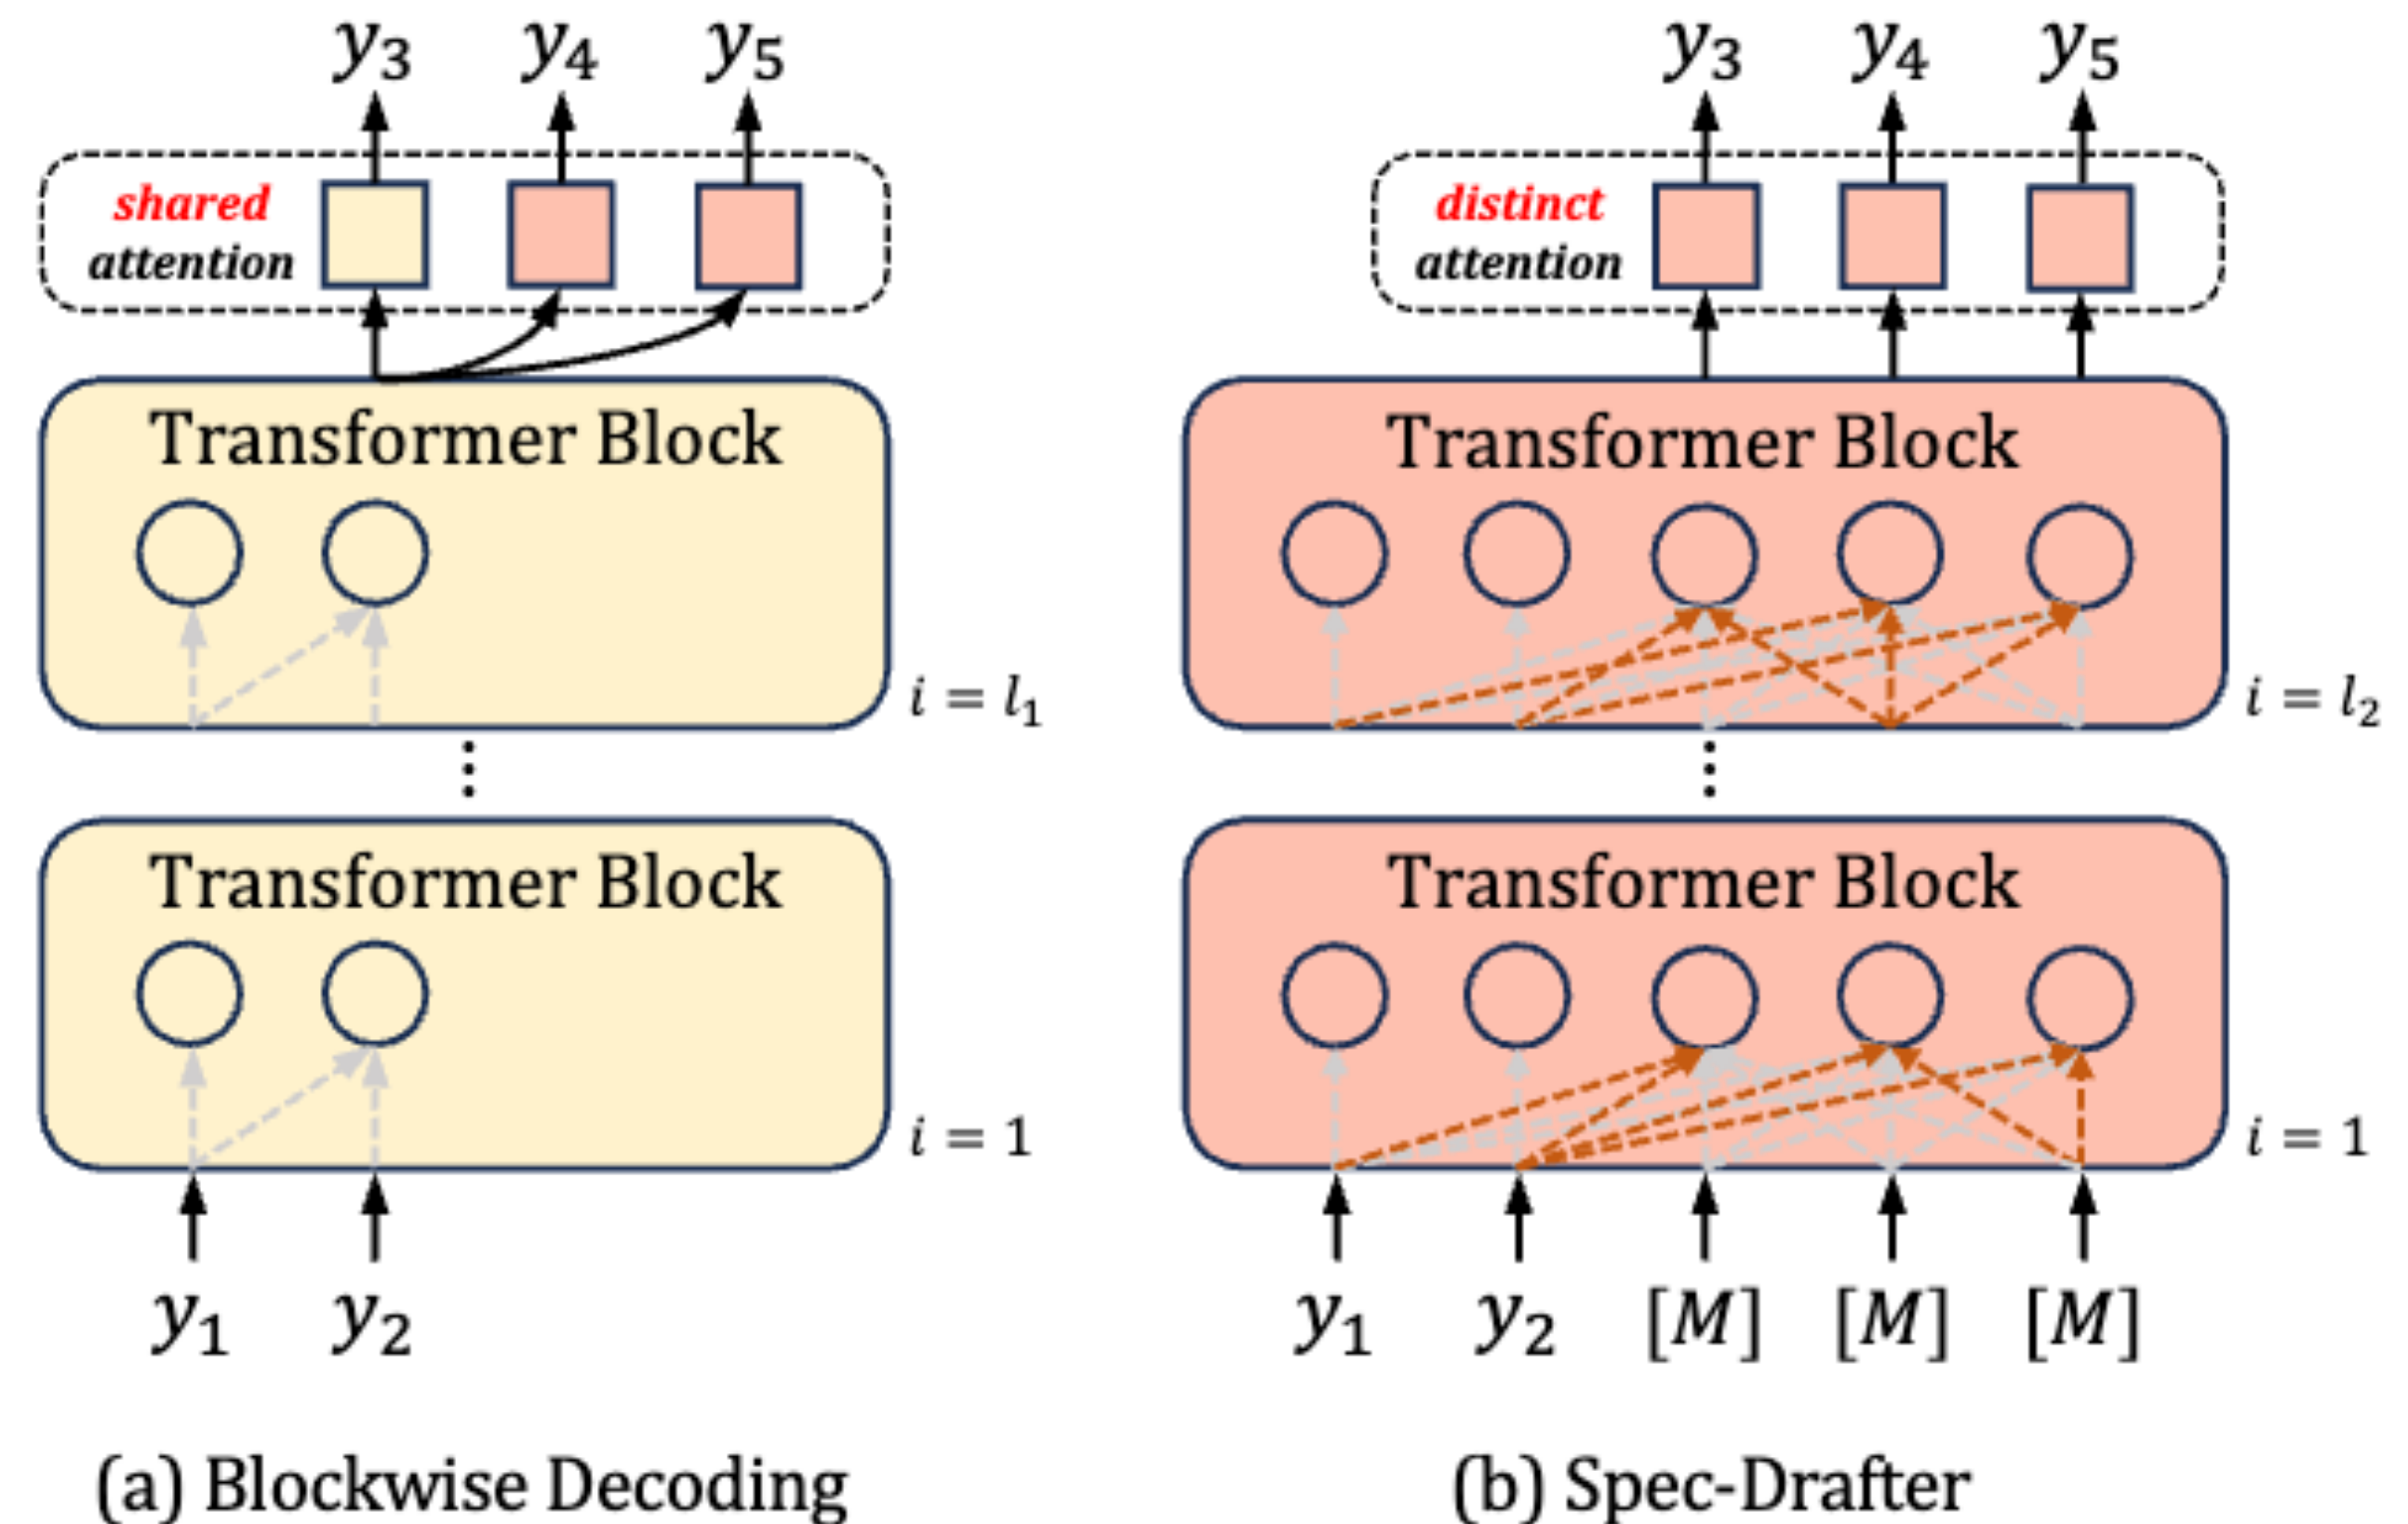 y₃ y₄ y₅
shared
attention
Transformer Block
i = l₁
⋮
Transformer Block
i = 1
y₁ y₂
(a) Blockwise Decoding
y₃ y₄ y₅
distinct
attention
Transformer Block
i = l₂
⋮
Transformer Block
i = 1
y₁ y₂ [M] [M] [M]
(b) Spec-Drafter